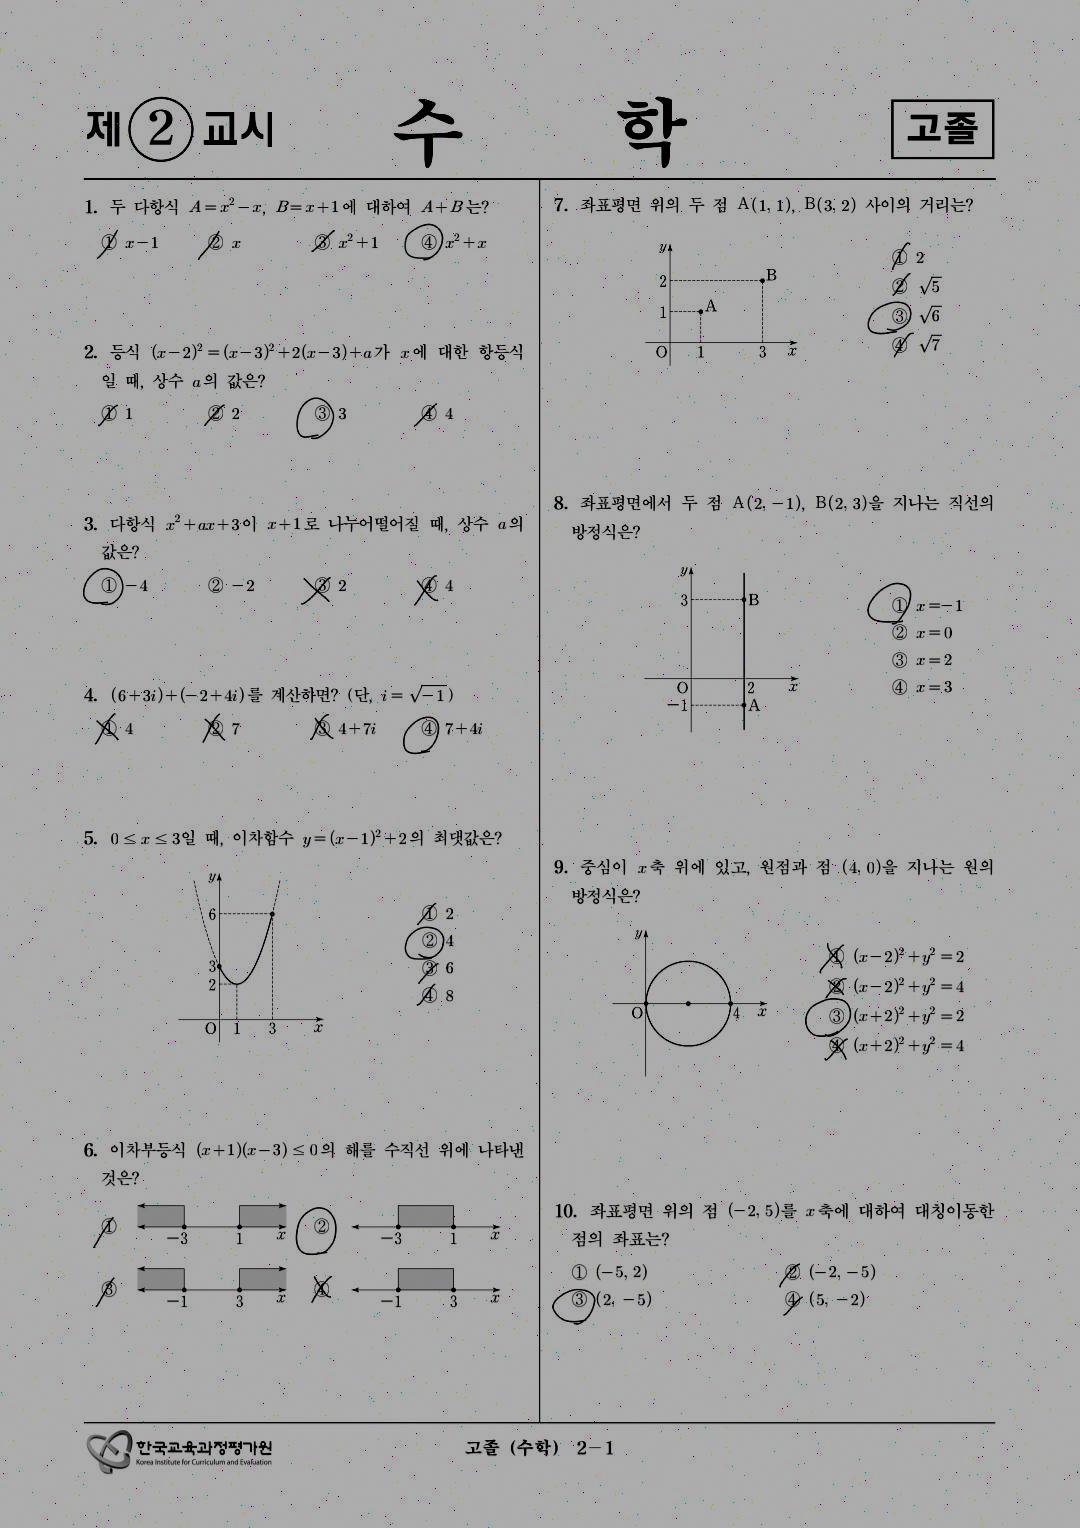 제 2 교시
수 학
고졸
1. 두 다항식 A=x²-x, B=x+1에 대하여 A+B는?
① x-1 ② x ③ x²+1 ④ x²+x
2. 등식 (x-2)²=(x-3)²+2(x-3)+a가 x에 대한 항등식
일 때, 상수 a의 값은?
① 1 ② 2 ③ 3 ④ 4
3. 다항식 x²+ax+3이 x+1로 나누어떨어질 때, 상수 a의
값은?
① -4 ② -2 ③ 2 ④ 4
4. (6+3i)+(-2+4i)를 계산하면? (단, i=√-1)
① 4 ② 7 ③ 4+7i ④ 7+4i
5. 0≤x≤3일 때, 이차함수 y=(x-1)²+2의 최댓값은?
y
6
3
2
O 1 3 x
① 2
② 4
③ 6
④ 8
6. 이차부등식 (x+1)(x-3)≤0의 해를 수직선 위에 나타낸
것은?
① -3 1 x ② -3 1 x
③ -1 3 x ④ -1 3 x
7. 좌표평면 위의 두 점 A(1, 1), B(3, 2) 사이의 거리는?
y
2 B
1 A
O 1 3 x
① 2
② √5
③ √6
④ √7
8. 좌표평면에서 두 점 A(2, -1), B(2, 3)을 지나는 직선의
방정식은?
y
3 B
O 2 x
-1 A
① x=-1
② x=0
③ x=2
④ x=3
9. 중심이 x축 위에 있고, 원점과 점 (4, 0)을 지나는 원의
방정식은?
y
O 4 x
① (x-2)²+y²=2
② (x-2)²+y²=4
③ (x+2)²+y²=2
④ (x+2)²+y²=4
10. 좌표평면 위의 점 (-2, 5)를 x축에 대하여 대칭이동한
점의 좌표는?
① (-5, 2) ② (-2, -5)
③ (2, -5) ④ (5, -2)
한국교육과정평가원
Korea Institute for Curriculum and Evaluation
고졸 (수학) 2-1